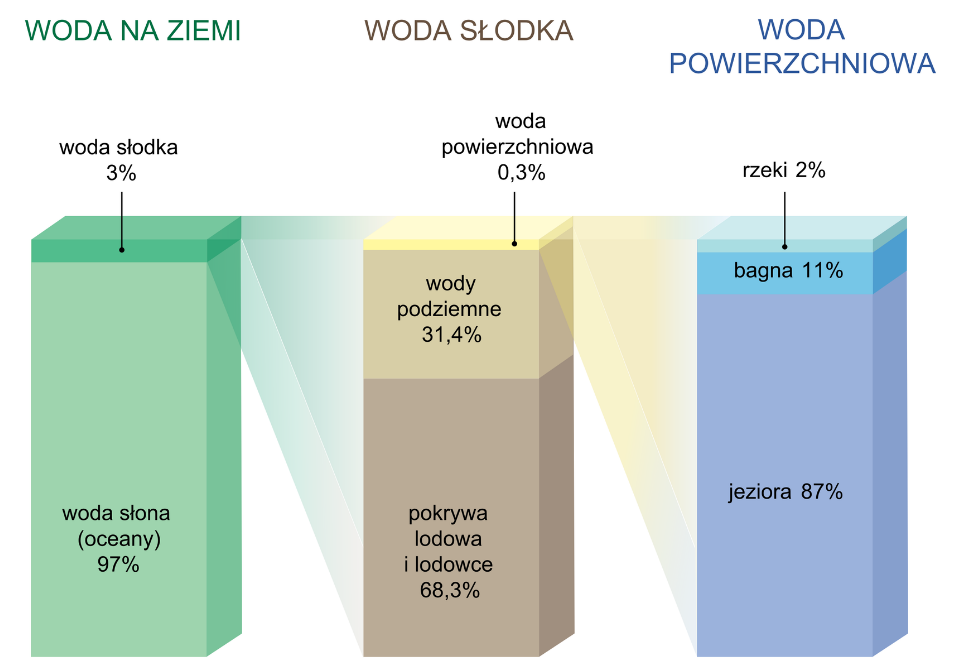 WODA NA ZIEMI
woda słodka
3%
woda słona
(oceany)
97%
WODA SŁODKA
woda
powierzchniowa
0,3%
wody
podziemne
31,4%
pokrywa
lodowa
i lodowce
68,3%
WODA
POWIERZCHNIOWA
rzeki 2%
bagna 11%
jeziora 87%